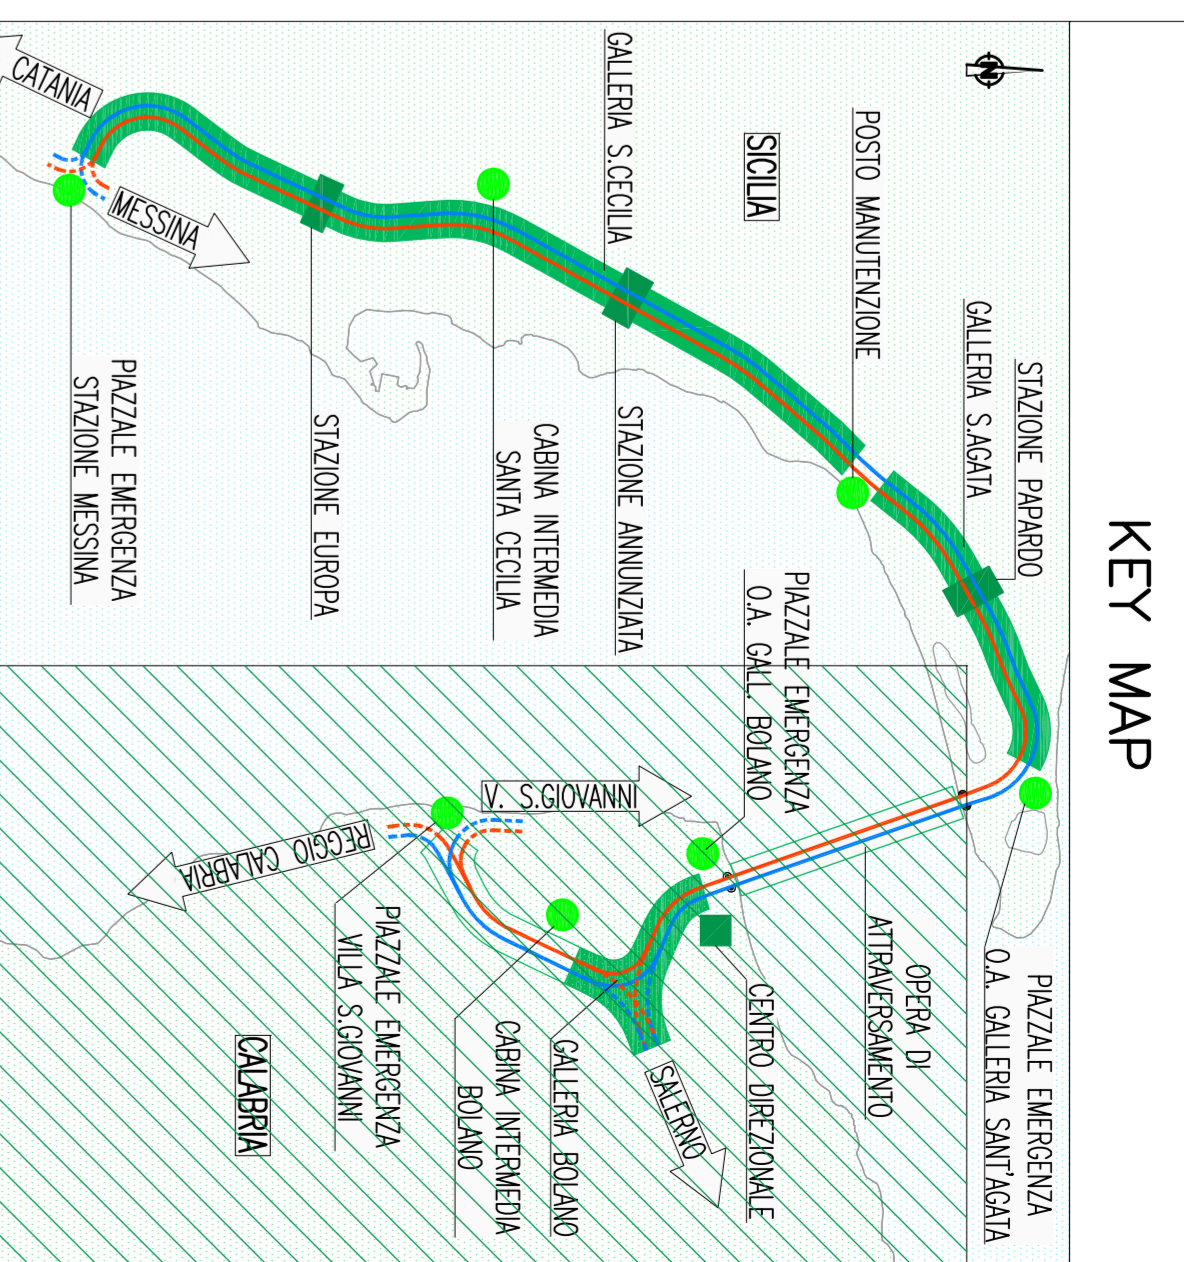 KEY MAP
N
STAZIONE PAPARDO
GALLERIA S.AGATA
POSTO MANUTENZIONE
SICILIA
GALLERIA S.CECILIA
CATANIA
MESSINA
PIAZZALE EMERGENZA
STAZIONE MESSINA
STAZIONE EUROPA
CABINA INTERMEDIA
SANTA CECILIA
STAZIONE ANNUNZIATA
PIAZZALE EMERGENZA
O.A. GALL. BOLANO
PIAZZALE EMERGENZA
O.A. GALLERIA SANT'AGATA
OPERA DI
ATTRAVERSAMENTO
CENTRO DIREZIONALE
V. S.GIOVANNI
SALERNO
GALLERIA BOLANO
CABINA INTERMEDIA
BOLANO
REGGIO CALABRIA
PIAZZALE EMERGENZA
VILLA S.GIOVANNI
CALABRIA